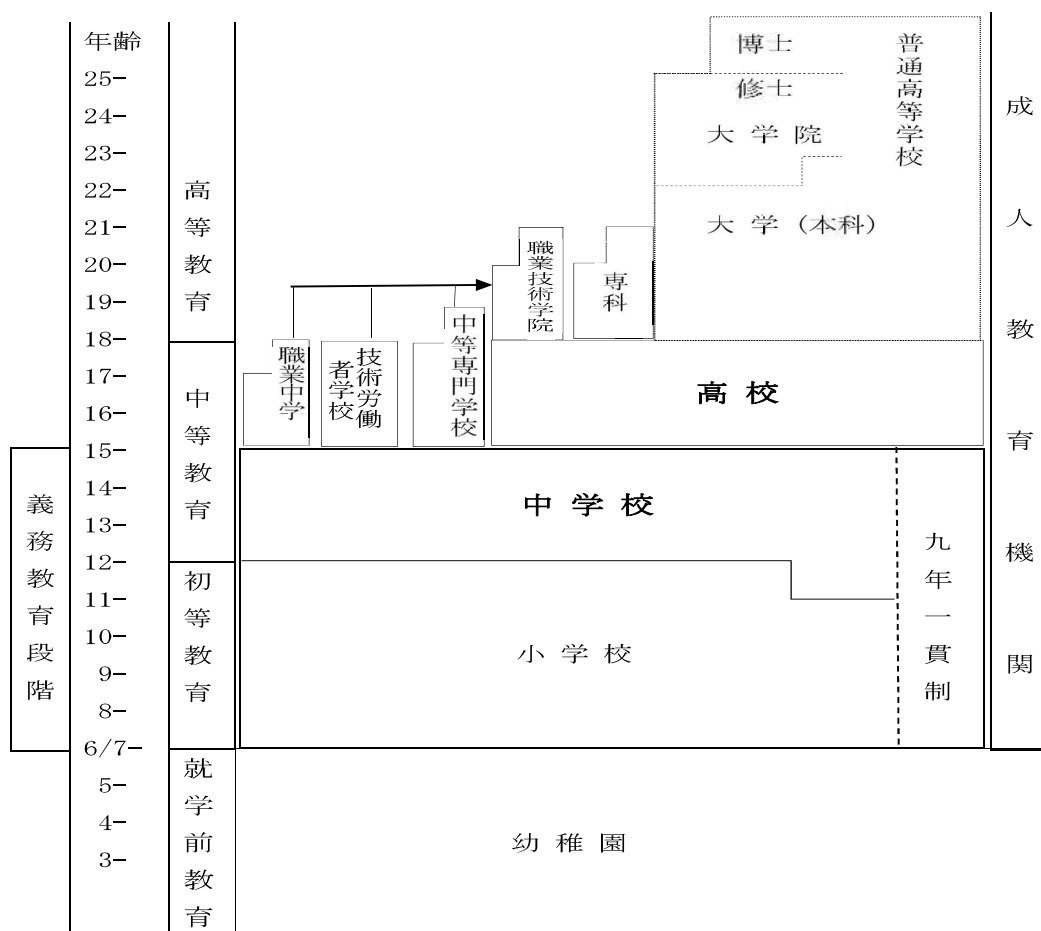 年齢
25-
24-
23-
22-
21-
20-
19-
18-
17-
16-
15-
14-
13-
12-
11-
10-
9-
8-
6/7-
5-
4-
3-
義務教育段階
高等教育
中等教育
初等教育
就学前教育
博士
修士
大学院
大学（本科）
普通高等学校
職業技術学院
専科
職業中学
技術労働
者学校
中等専門学校
高校
中学校
小学校
九年一貫制
幼稚園
成人教育機関